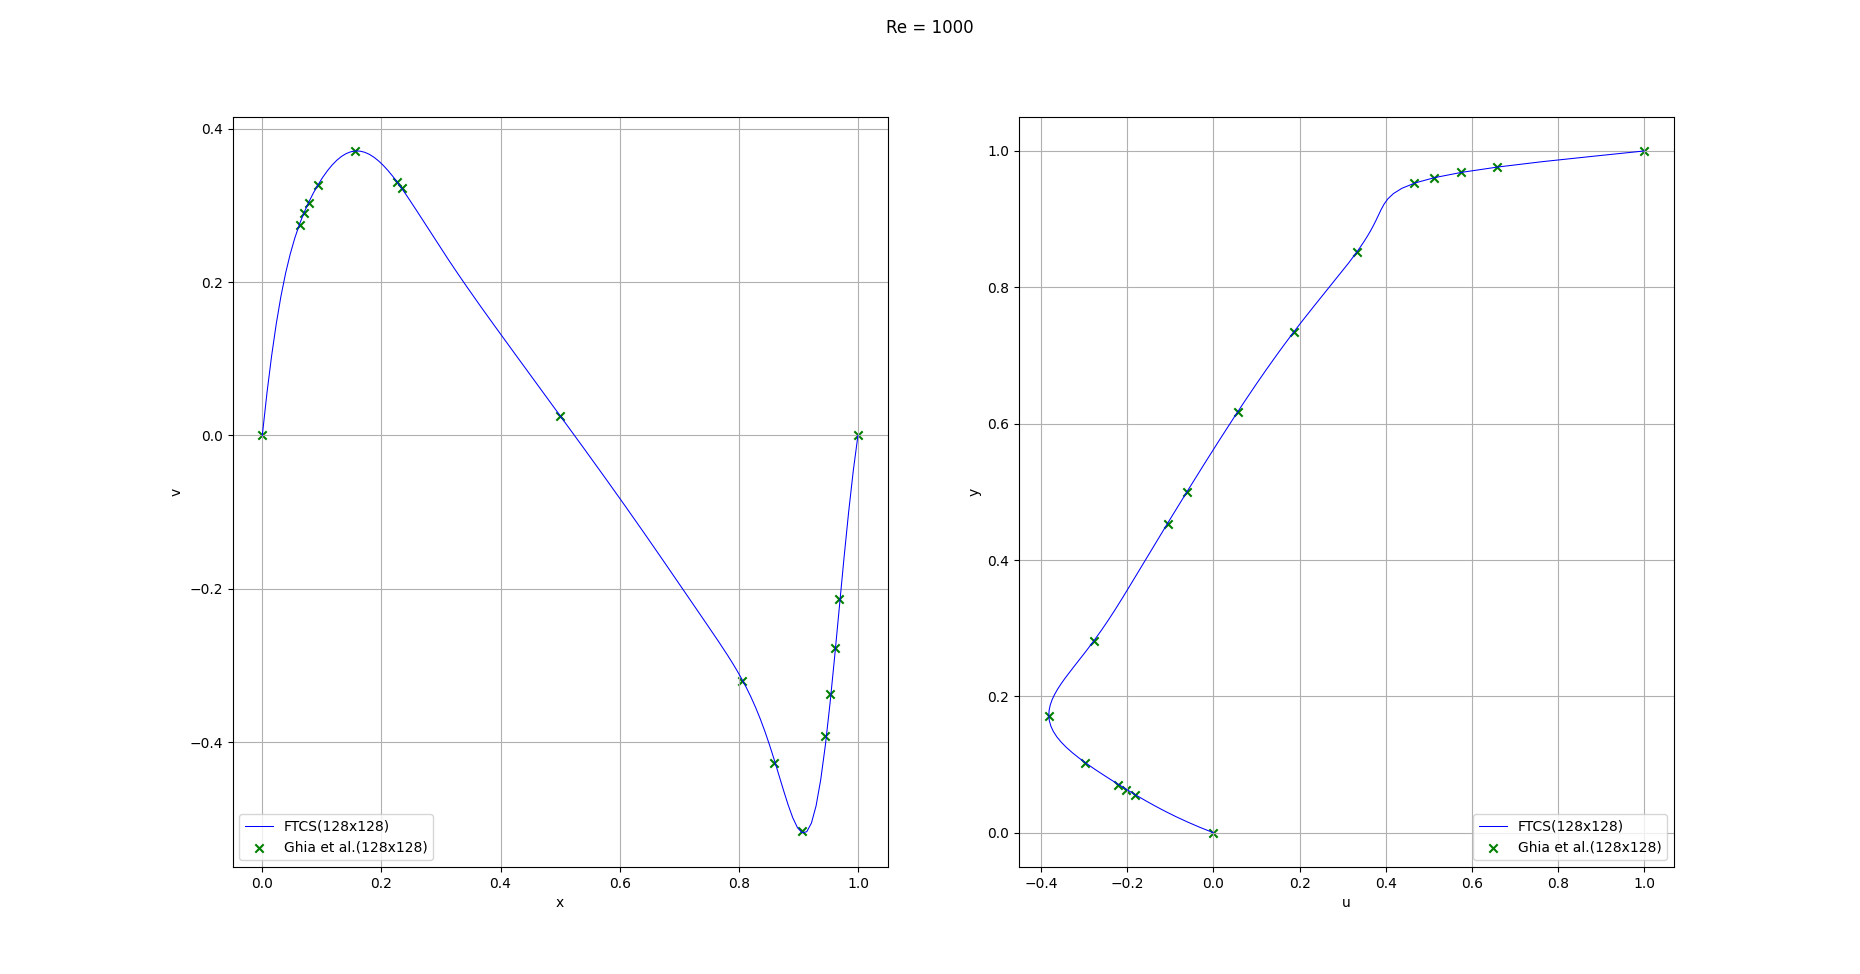 Re = 1000
0.4
0.2
0.0
−0.2
−0.4
v
0.0 0.2 0.4 0.6 0.8 1.0
x
FTCS(128x128)
Ghia et al.(128x128)
1.0
0.8
0.6
0.4
0.2
0.0
y
−0.4 −0.2 0.0 0.2 0.4 0.6 0.8 1.0
u
FTCS(128x128)
Ghia et al.(128x128)